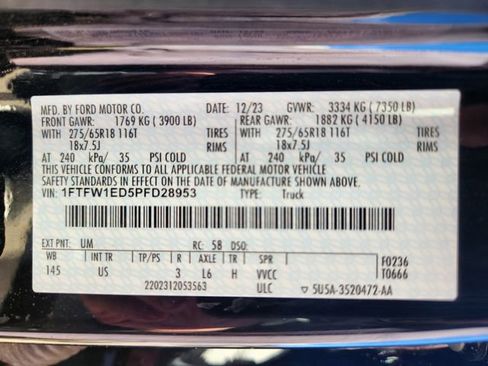 MFD. BY FORD MOTOR CO.
DATE: 12/23 GVWR: 3334 KG ( 7350 LB)
FRONT GAWR: 1769 KG ( 3900 LB) REAR GAWR: 1882 KG ( 4150 LB)
WITH 275/65R18 116T TIRES WITH 275/65R18 116T TIRES
18x7.5J RIMS 18x7.5J RIMS
AT 240 kPa/ 35 PSI COLD AT 240 kPa/ 35 PSI COLD
THIS VEHICLE CONFORMS TO ALL APPLICABLE FEDERAL MOTOR VEHICLE
SAFETY STANDARDS IN EFFECT ON THE DATE OF MANUFACTURE SHOWN ABOVE.
VIN: 1FTFW1ED5PFD28953 TYPE: Truck
EXT PNT: UM RC: 58 DSO: F0236
WB INT TR TP/PS R AXLE TR SPR T0666
145 US 3 L6 H VVCC
2202312053563 ULC ▽ 5U5A-3520472-AA